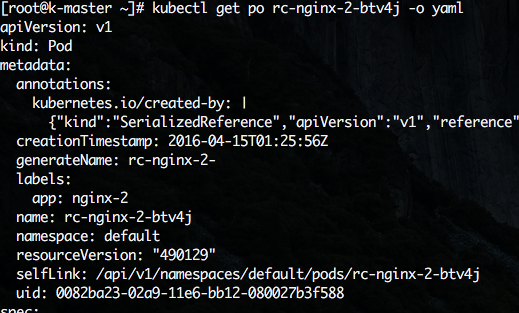 [root@k-master ~]# kubectl get po rc-nginx-2-btv4j -o yaml
apiVersion: v1
kind: Pod
metadata:
  annotations:
    kubernetes.io/created-by: |
      {"kind":"SerializedReference","apiVersion":"v1","reference"
  creationTimestamp: 2016-04-15T01:25:56Z
  generateName: rc-nginx-2-
  labels:
    app: nginx-2
  name: rc-nginx-2-btv4j
  namespace: default
  resourceVersion: "490129"
  selfLink: /api/v1/namespaces/default/pods/rc-nginx-2-btv4j
  uid: 0082ba23-02a9-11e6-bb12-080027b3f588
spec: